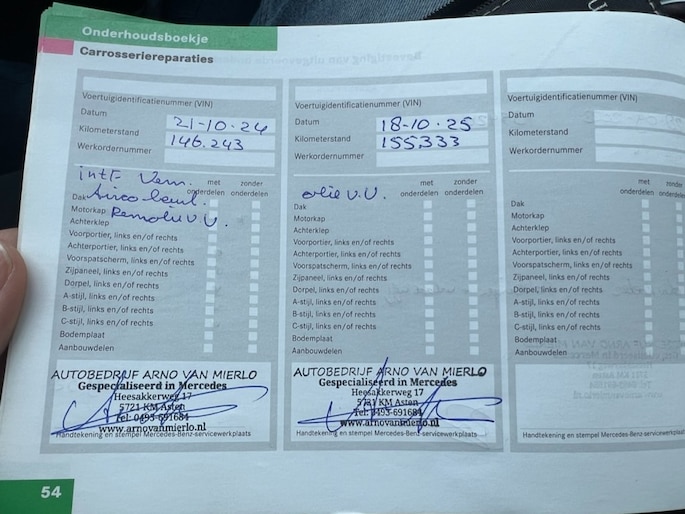 Onderhoudsboekje
Carrosseriereparaties
Voertuigidentificatienummer (VIN)
Datum 21-10-24
Kilometerstand 146.243
Werkordernummer
met onderdelen
zonder onderdelen
Dak Airco
Motorkap Remolie V.V.
Achterklep
Voorportier, links en/of rechts
Achterportier, links en/of rechts
Voorspatscherm, links en/of rechts
Zijpaneel, links en/of rechts
Dorpel, links en/of rechts
A-stijl, links en/of rechts
B-stijl, links en/of rechts
C-stijl, links en/of rechts
Bodemplaat
Aanbouwdelen
AUTOBEDRIJF ARNO VAN MIERLO
Gespecialiseerd in Mercedes
Heesakkerweg 17
5721 KM Asten
Tel: 0493-691684
www.arnovanmierlo.nl
Handtekening en stempel Mercedes-Benz-servicewerkplaats
Voertuigidentificatienummer (VIN)
Datum 18-10-25
Kilometerstand 155333
Werkordernummer
olie V.V.
met onderdelen
zonder onderdelen
Dak
Motorkap
Achterklep
Voorportier, links en/of rechts
Achterportier, links en/of rechts
Voorspatscherm, links en/of rechts
Zijpaneel, links en/of rechts
Dorpel, links en/of rechts
A-stijl, links en/of rechts
B-stijl, links en/of rechts
C-stijl, links en/of rechts
Bodemplaat
Aanbouwdelen
AUTOBEDRIJF ARNO VAN MIERLO
Gespecialiseerd in Mercedes
Heesakkerweg 17
5721 KM Asten
Tel: 0493-691684
www.arnovanmierlo.nl
Handtekening en stempel Mercedes-Benz-servicewerkplaats
Voertuigidentificatienummer (VIN)
Datum
Kilometerstand
Werkordernummer
met onderdelen
zonder onderdelen
Dak
Motorkap
Achterklep
Voorportier, links en/of rechts
Achterportier, links en/of rechts
Voorspatscherm, links en/of rechts
Zijpaneel, links en/of rechts
Dorpel, links en/of rechts
A-stijl, links en/of rechts
B-stijl, links en/of rechts
C-stijl, links en/of rechts
Bodemplaat
Aanbouwdelen
Handtekening en stempel Mercedes-Benz-servicewerkplaats
54